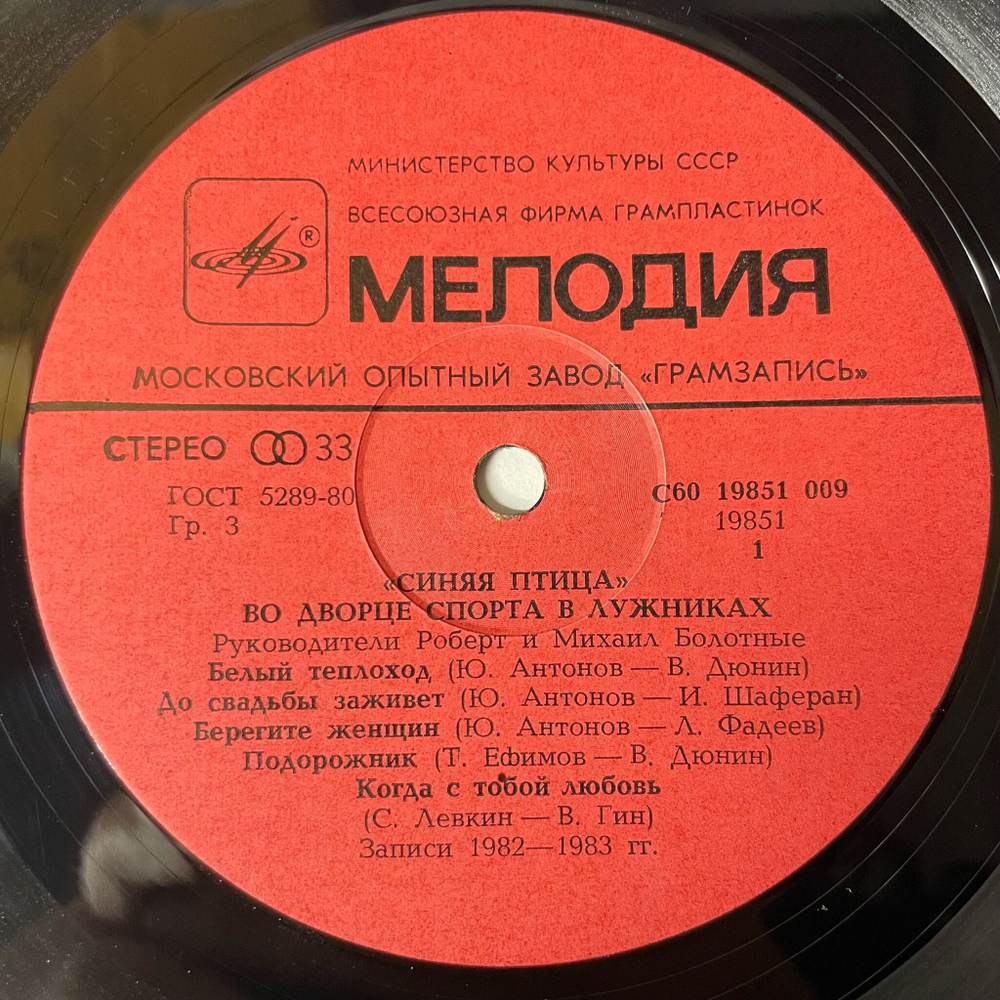 МИНИСТЕРСТВО КУЛЬТУРЫ СССР
ВСЕСОЮЗНАЯ ФИРМА ГРАМПЛАСТИНОК
®
МЕЛОДИЯ
МОСКОВСКИЙ ОПЫТНЫЙ ЗАВОД «ГРАМЗАПИСЬ»
СТЕРЕО 33
ГОСТ 5289-80
Гр. 3
С60 19851 009
19851
1
«СИНЯЯ ПТИЦА»
ВО ДВОРЦЕ СПОРТА В ЛУЖНИКАХ
Руководители Роберт и Михаил Болотные
Белый теплоход (Ю. Антонов — В. Дюнин)
До свадьбы заживет (Ю. Антонов — И. Шаферан)
Берегите женщин (Ю. Антонов — Л. Фадеев)
Подорожник (Т. Ефимов — В. Дюнин)
Когда с тобой любовь
(С. Левкин — В. Гин)
Записи 1982—1983 гг.